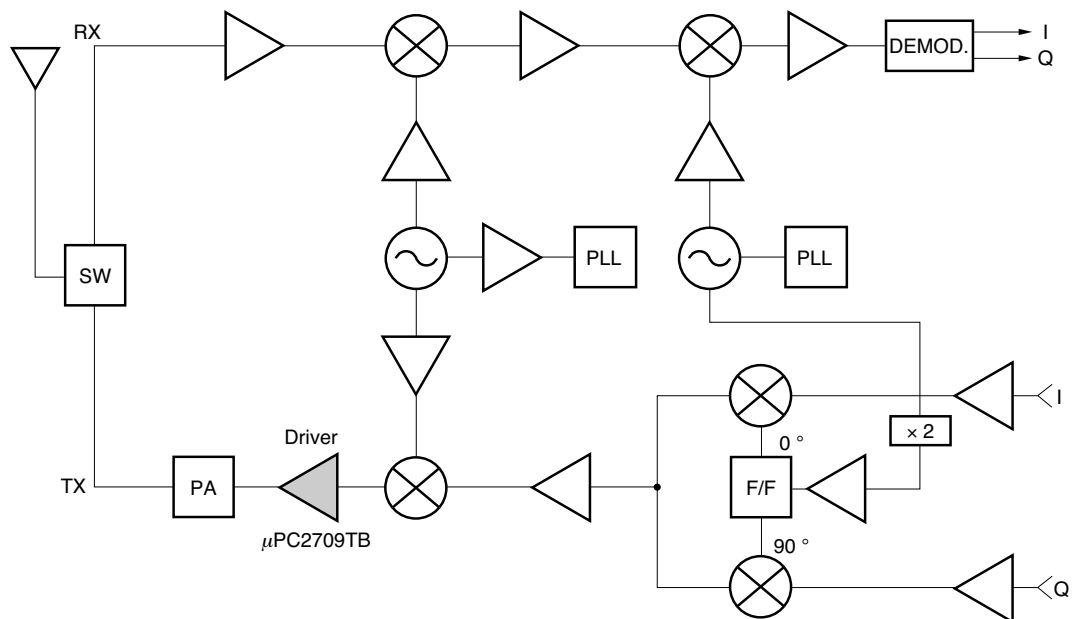 RX
I
DEMOD.
Q
SW
PLL
PLL
I
× 2
0 °
Driver
TX
PA
F/F
µPC2709TB
90 °
Q